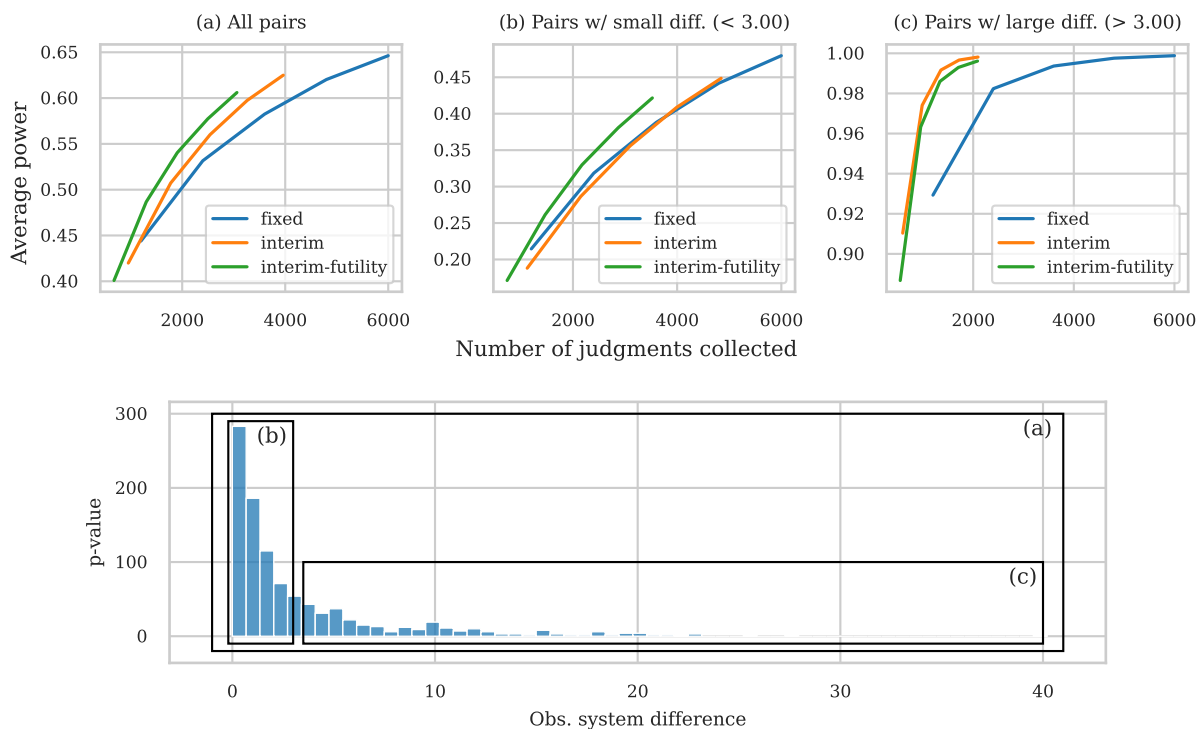 (a) All pairs
(b) Pairs w/ small diff. (< 3.00)
(c) Pairs w/ large diff. (> 3.00)
Average power
0.65
0.60
0.55
0.50
0.45
0.40
fixed
interim
interim-futility
2000
4000
6000
0.45
0.40
0.35
0.30
0.25
0.20
fixed
interim
interim-futility
2000
4000
6000
1.00
0.98
0.96
0.94
0.92
0.90
fixed
interim
interim-futility
2000
4000
6000
Number of judgments collected
p-value
300
200
100
0
(b)
(a)
(c)
0
10
20
30
40
Obs. system difference